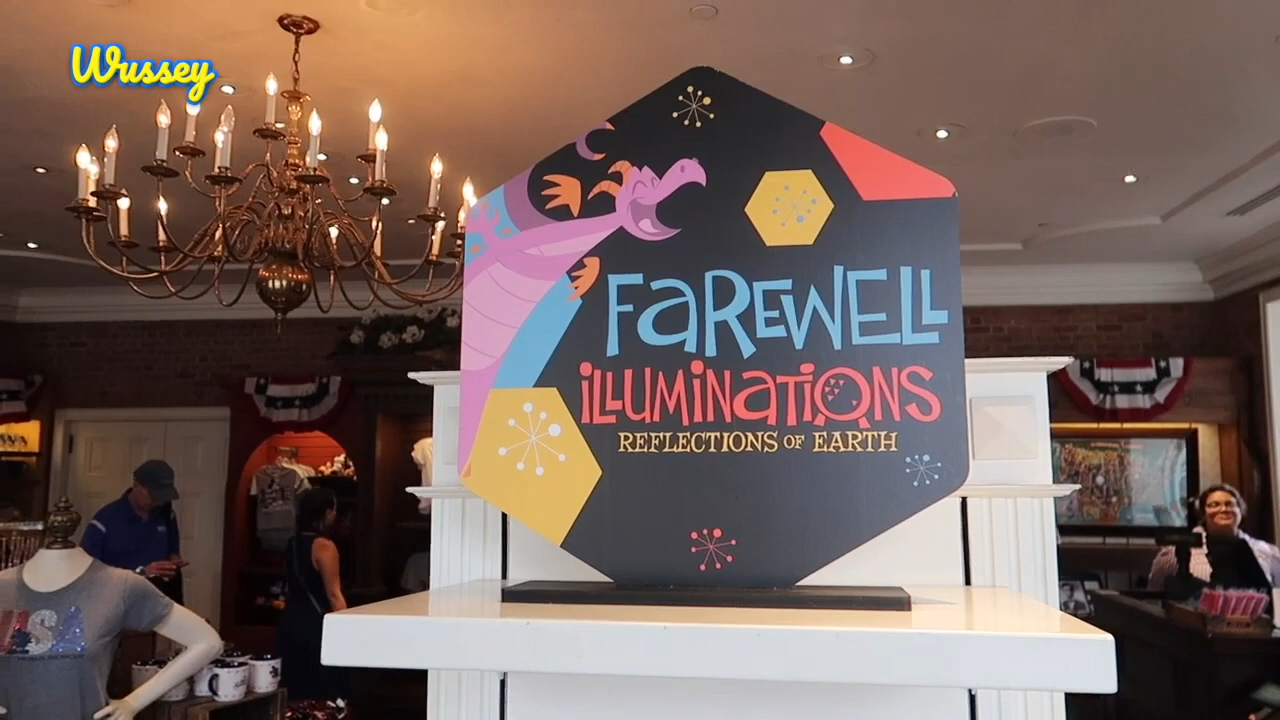 Wussey
FAREWELL
ILLUMINATIONS
REFLECTIONS OF EARTH
USA